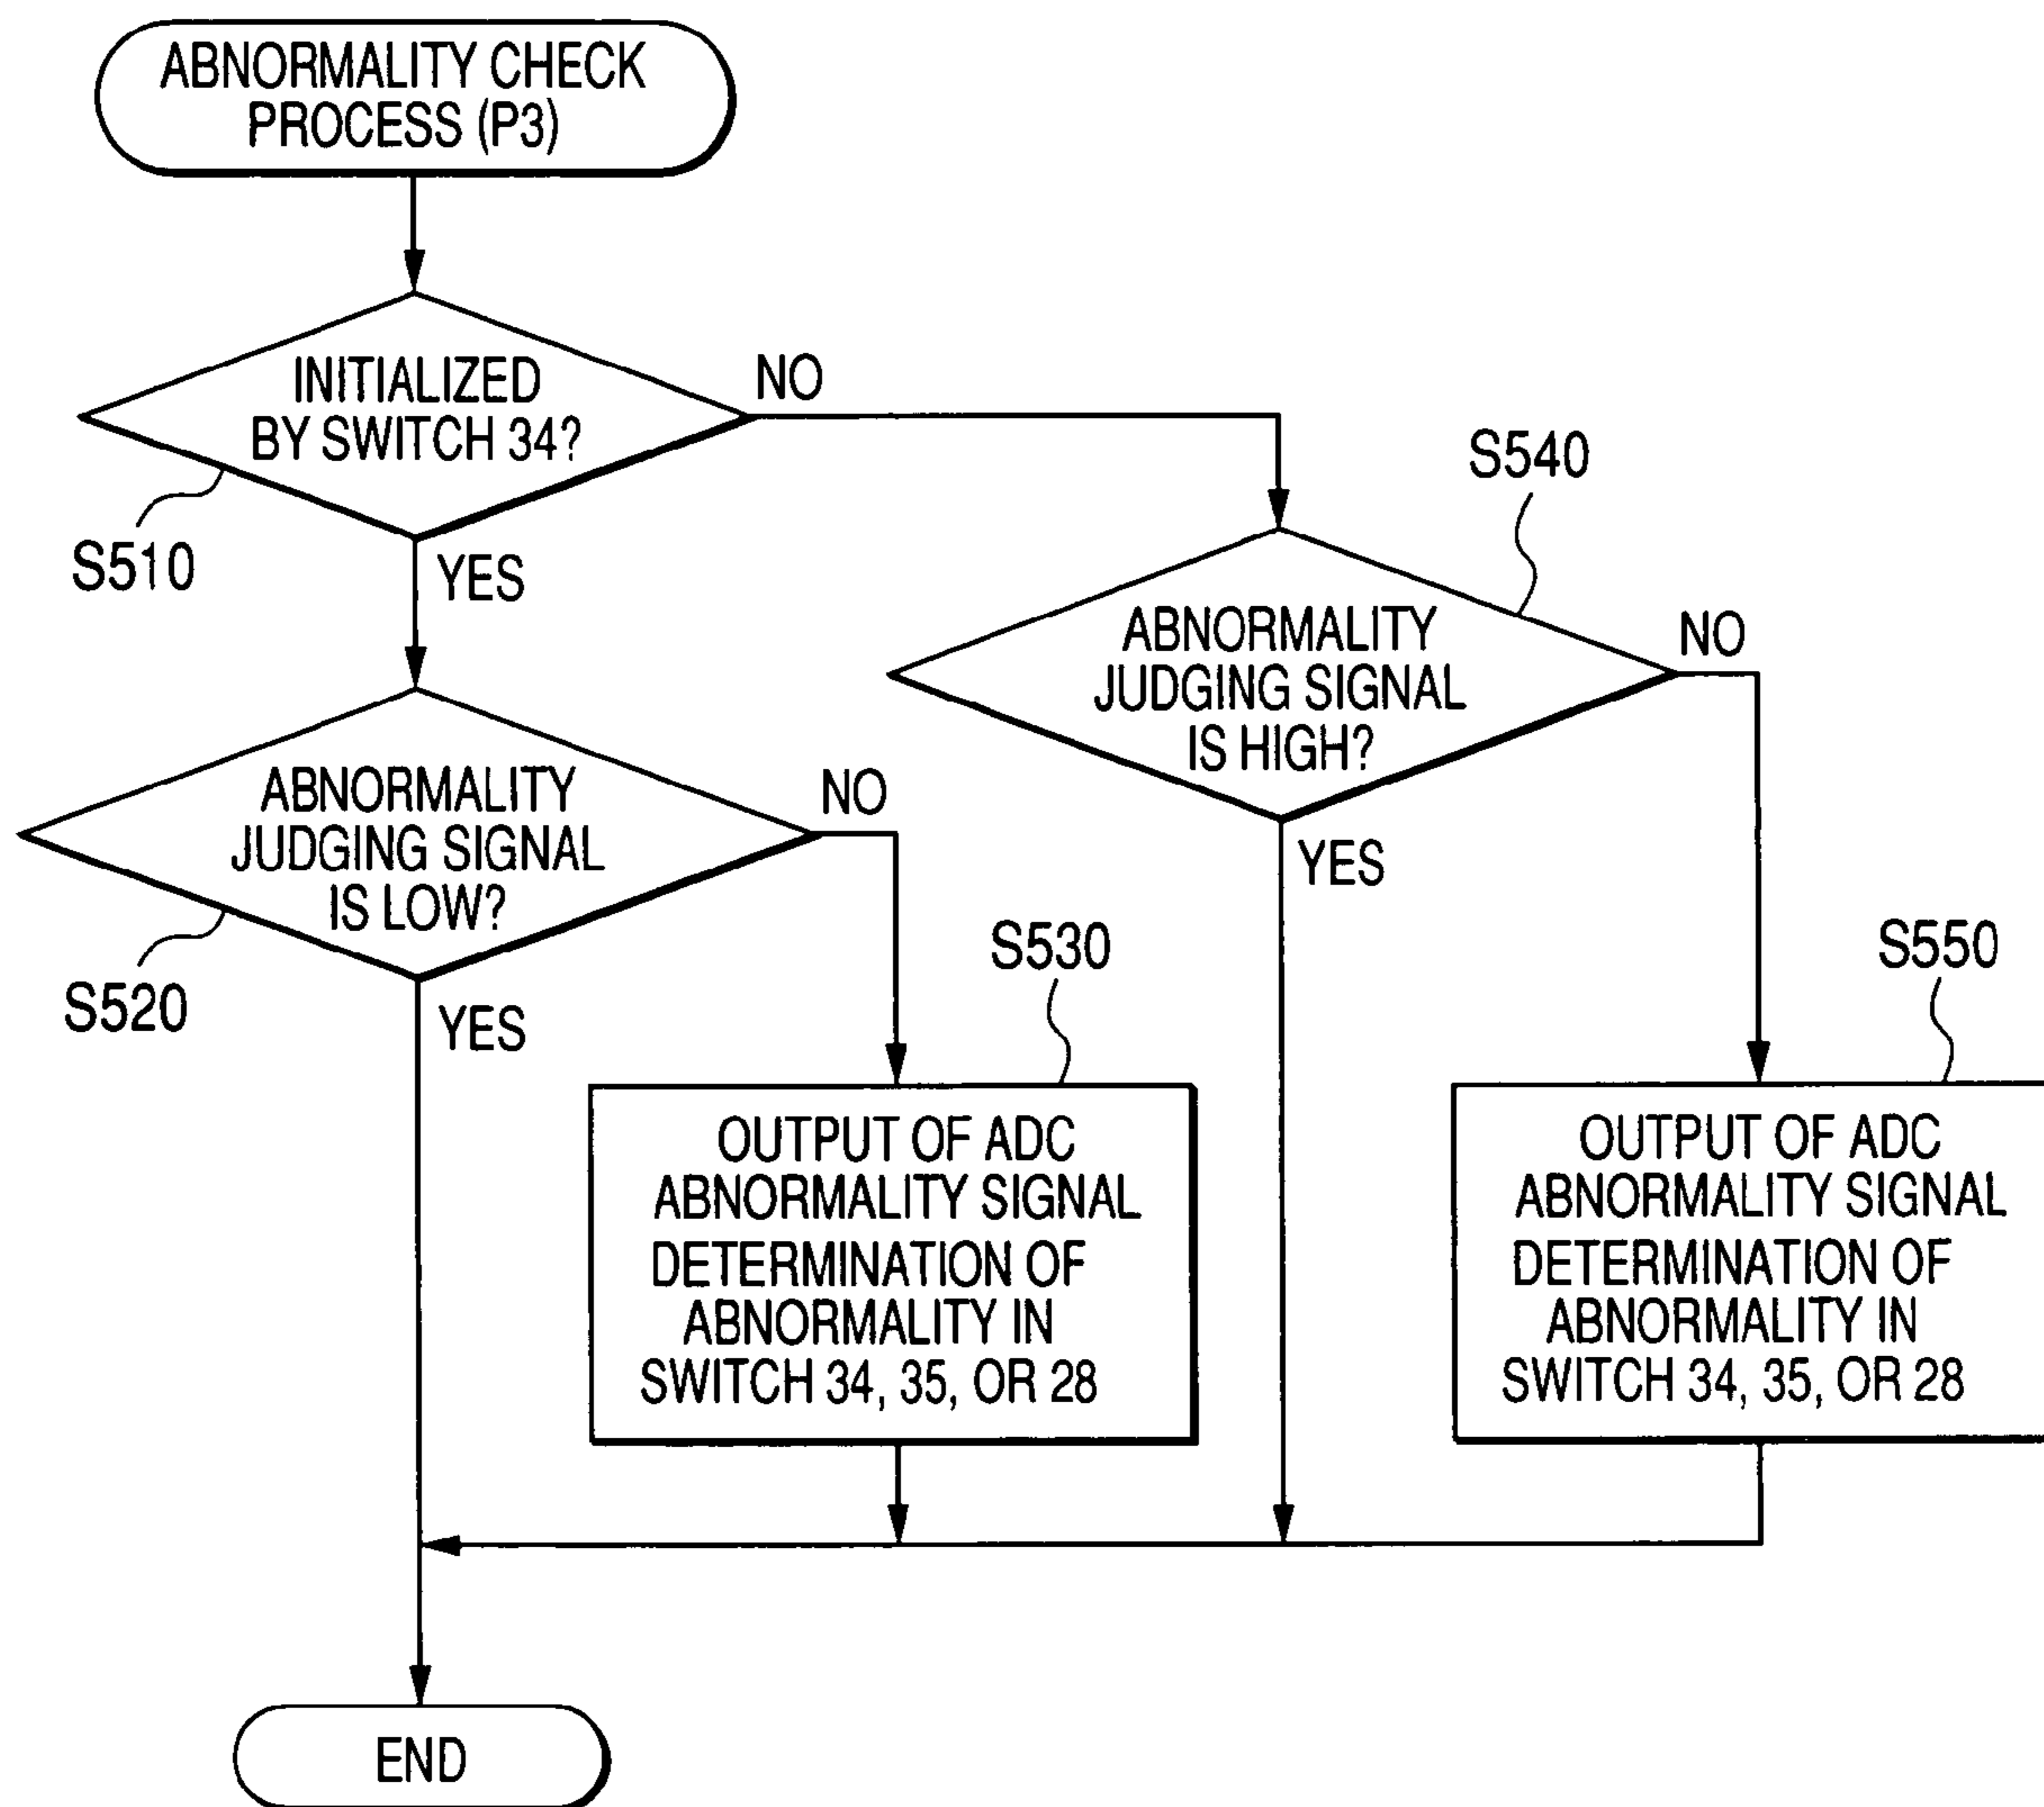 ABNORMALITY CHECK
PROCESS (P3)
INITIALIZED
BY SWITCH 34?
NO
S510
YES
S540
ABNORMALITY
JUDGING SIGNAL
IS HIGH?
NO
YES
ABNORMALITY
JUDGING SIGNAL
IS LOW?
NO
S520
YES
S530
OUTPUT OF ADC
ABNORMALITY SIGNAL
DETERMINATION OF
ABNORMALITY IN
SWITCH 34, 35, OR 28
S550
OUTPUT OF ADC
ABNORMALITY SIGNAL
DETERMINATION OF
ABNORMALITY IN
SWITCH 34, 35, OR 28
END